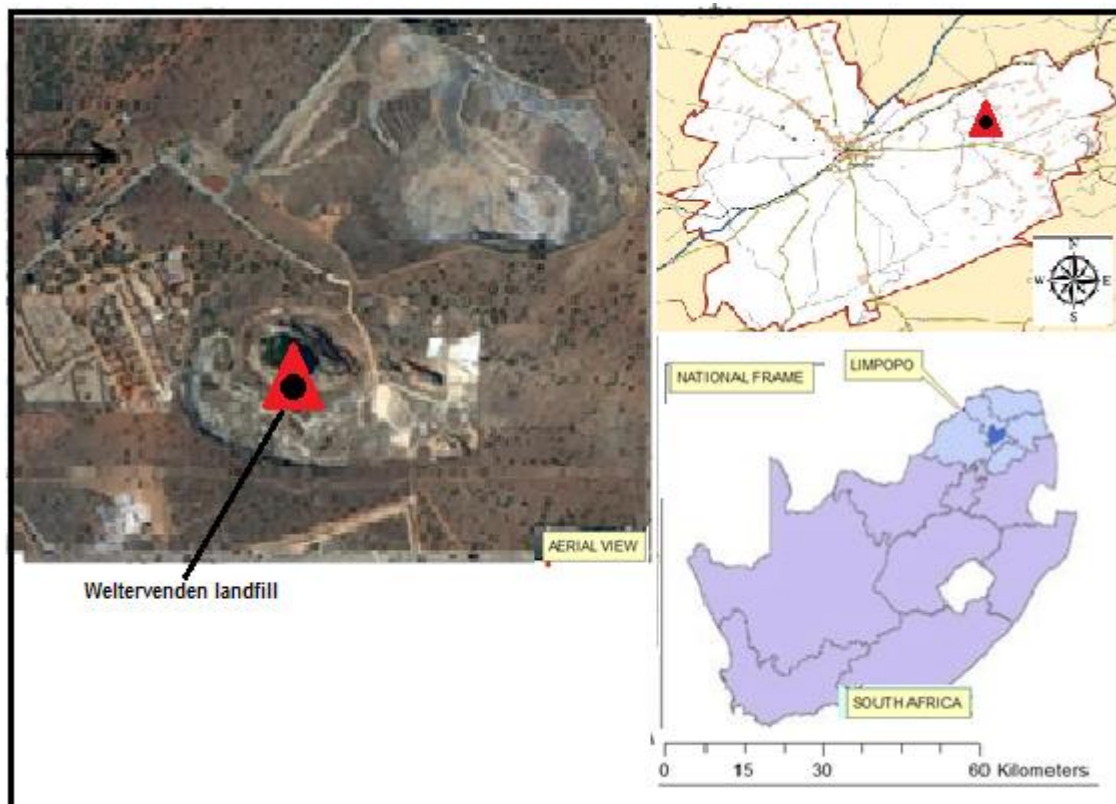 AERIAL VIEW
Weltervenden landfill
N
W E
S
NATIONAL FRAME
LIMPOPO
SOUTH AFRICA
0 15 30 60 Kilometers